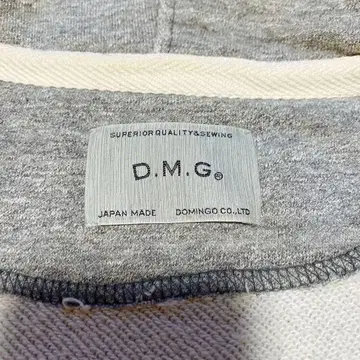 SUPERIOR QUALITY&SEWING
D.M.G®
JAPAN MADE DOMINGO CO.,LTD